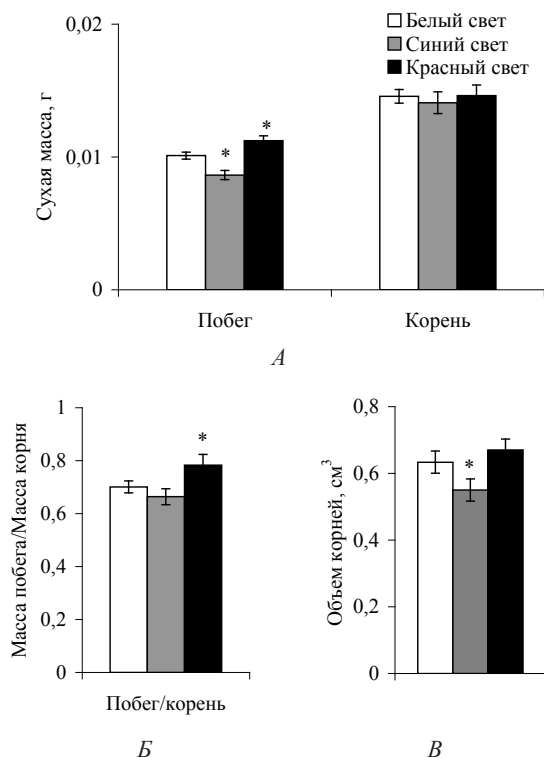 0,02
0,01
0
Сухая масса, г
Белый свет
Синий свет
Красный свет
*
*
Побег
Корень
А
1
0,8
0,6
0,4
0,2
0
Масса побега/Масса корня
*
Побег/корень
Б
0,8
0,6
0,4
0,2
0
Объем корней, см³
*
В